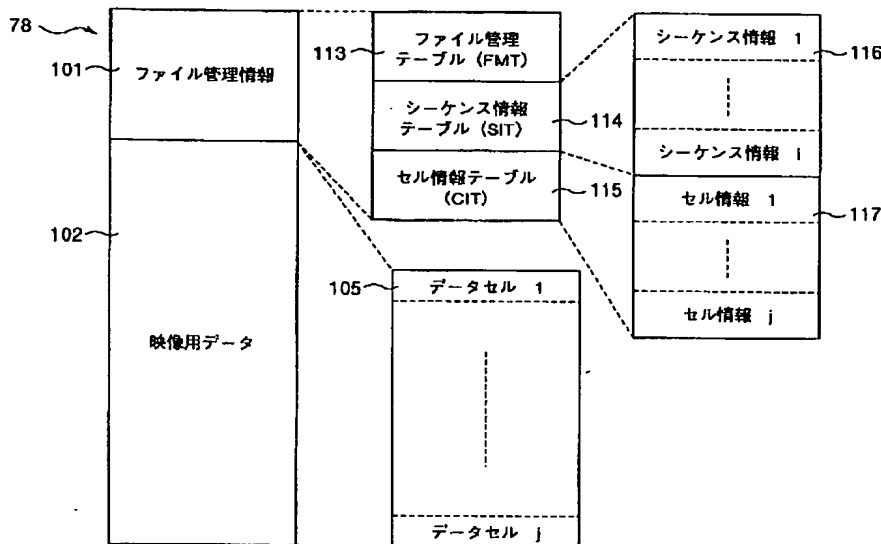 78
101
ファイル管理情報
102
映像用データ
113
ファイル管理
テーブル (FMT)
シーケンス情報
テーブル (SIT)
114
セル情報テーブル
(CIT)
115
105
データセル 1
データセル j
シーケンス情報 1
116
シーケンス情報 i
セル情報 1
117
セル情報 j